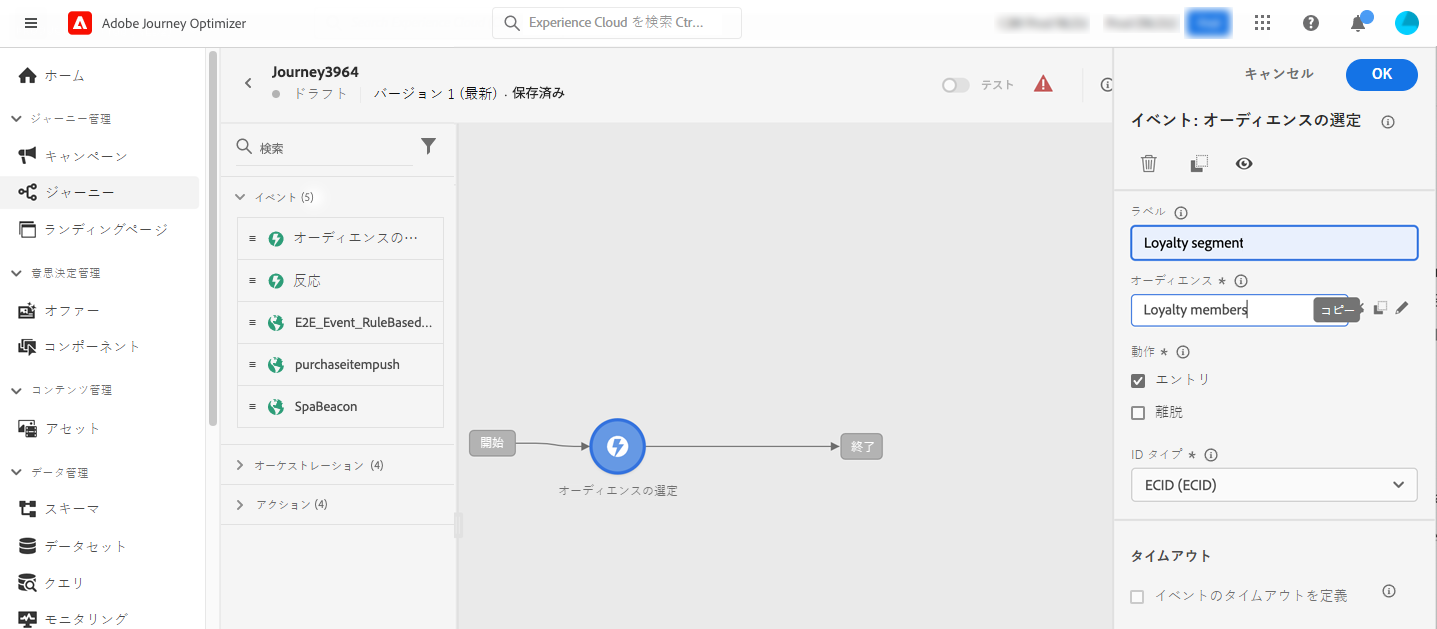 Adobe Journey Optimizer
Experience Cloud を検索 Ctr...
ホーム
ジャーニー管理
キャンペーン
ジャーニー
ランディングページ
意思決定管理
オファー
コンポーネント
コンテンツ管理
アセット
データ管理
スキーマ
データセット
クエリ
モニタリング
Journey3964
ドラフト バージョン 1 (最新) . 保存済み
テスト
検索
イベント (5)
オーディエンスの…
反応
E2E_Event_RuleBased...
purchaseitempush
SpaBeacon
オーケストレーション (4)
アクション (4)
開始
オーディエンスの選定
終了
キャンセル OK
イベント: オーディエンスの選定
ラベル
Loyalty segment
オーディエンス *
Loyalty members コピー
動作 *
エントリ
離脱
ID タイプ *
ECID (ECID)
タイムアウト
イベントのタイムアウトを定義